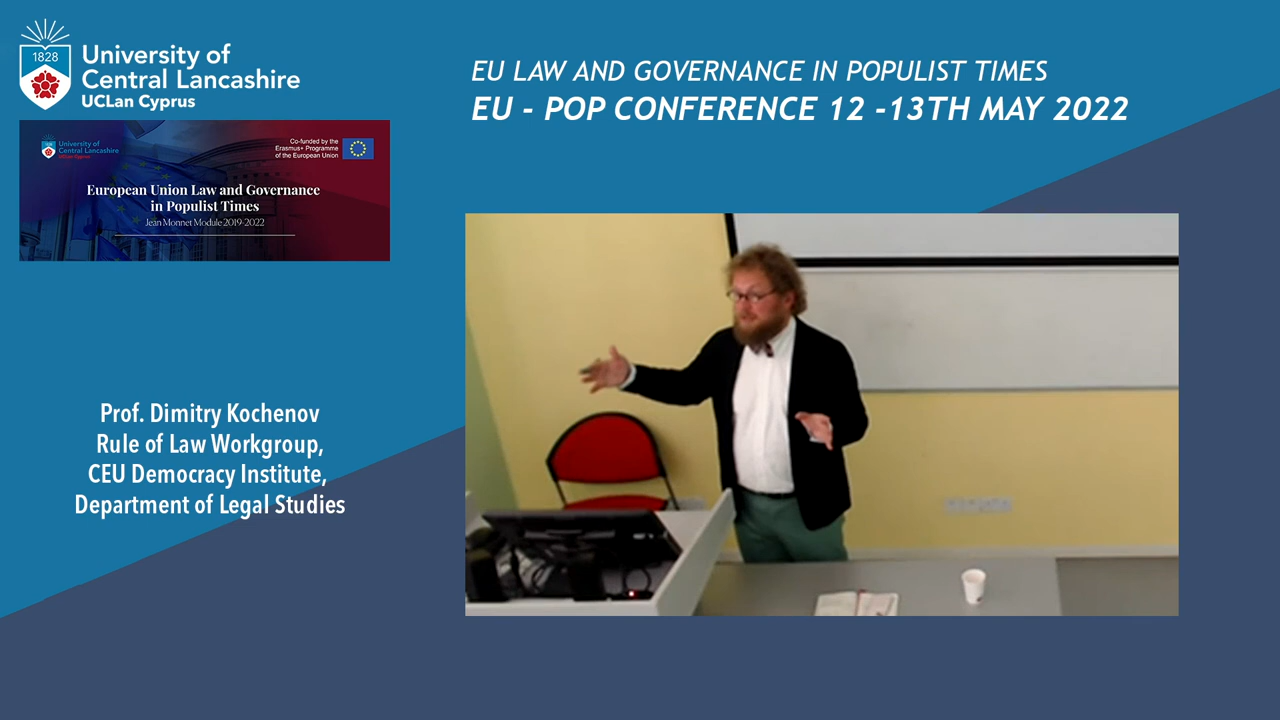 1828
University of
Central Lancashire
UCLan Cyprus
EU LAW AND GOVERNANCE IN POPULIST TIMES
EU - POP CONFERENCE 12 -13TH MAY 2022
University of
Central Lancashire
UCLan Cyprus
Co-funded by the
Erasmus+ Programme
of the European Union
European Union Law and Governance
in Populist Times
Jean Monnet Module 2019-2022
Prof. Dimitry Kochenov
Rule of Law Workgroup,
CEU Democracy Institute,
Department of Legal Studies